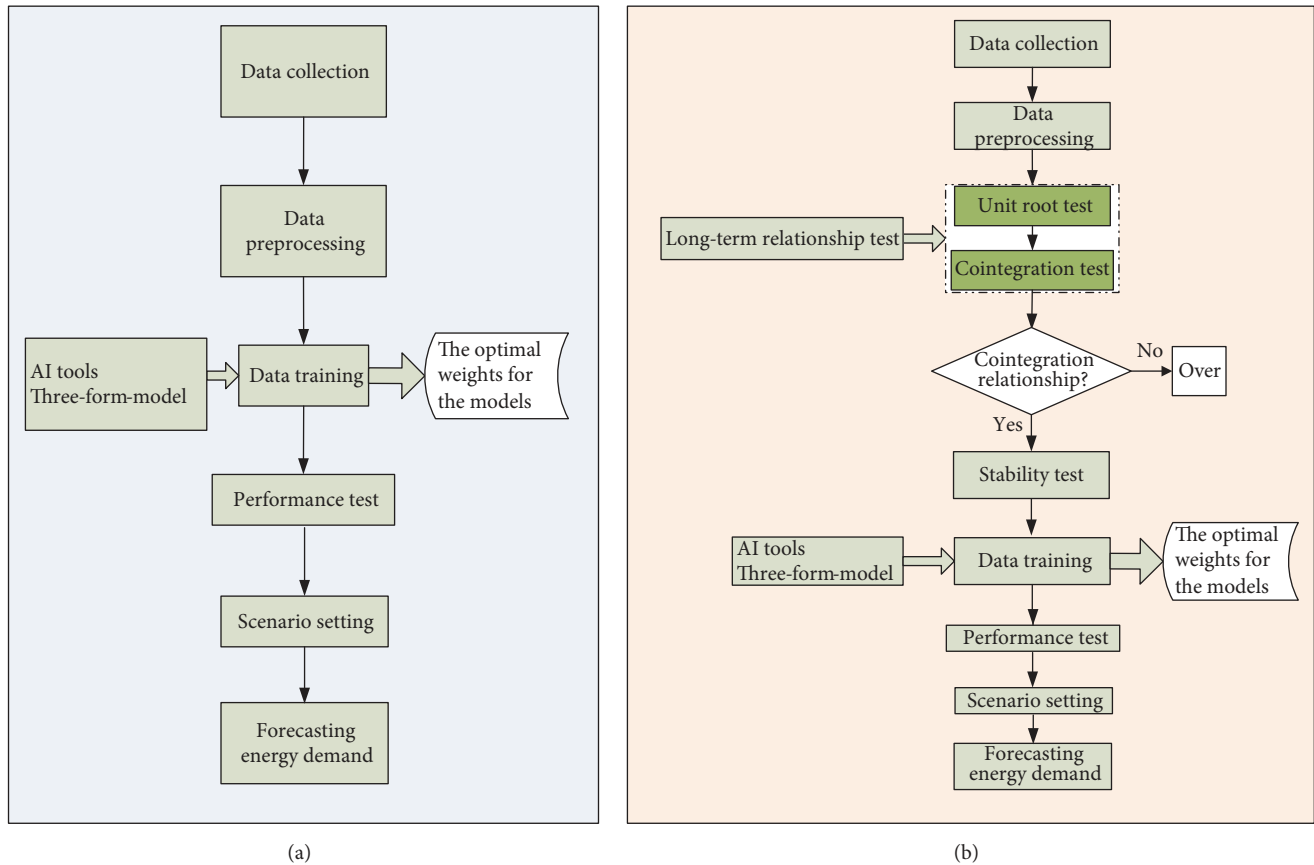 Data collection
Data
preprocessing
AI tools
Three-form-model
Data training
The optimal
weights for
the models
Performance test
Scenario setting
Forecasting
energy demand
(a)
Data collection
Data
preprocessing
Long-term relationship test
Unit root test
Cointegration test
Cointegration
relationship?
No
Over
Yes
Stability test
AI tools
Three-form-model
Data training
The optimal
weights for
the models
Performance test
Scenario setting
Forecasting
energy demand
(b)